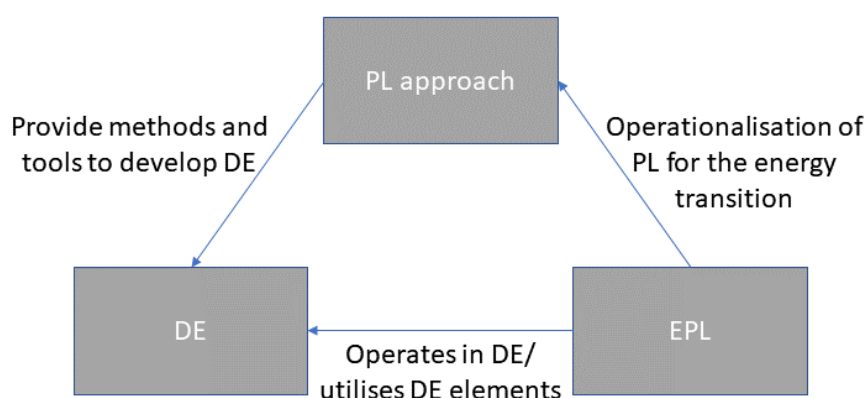 PL approach
Provide methods and
tools to develop DE
Operationalisation of
PL for the energy
transition
DE
EPL
Operates in DE/
utilises DE elements